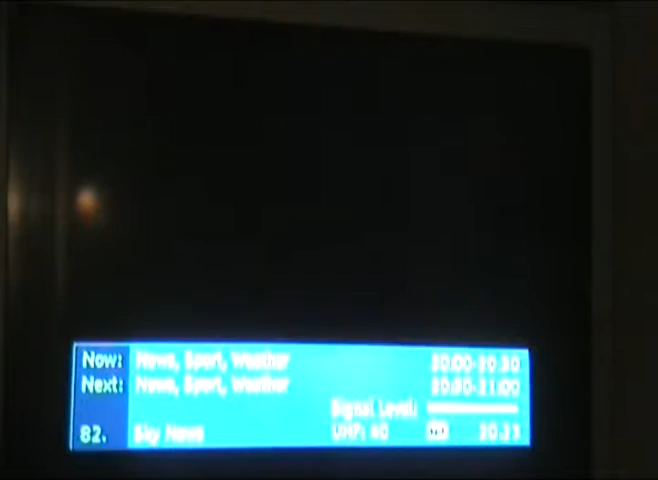 Now: News, Sport, Weather 20:00-20:30
Next: News, Sport, Weather 20:30-21:00
Signal Level:
82. Sky News UHF: 40 20:23